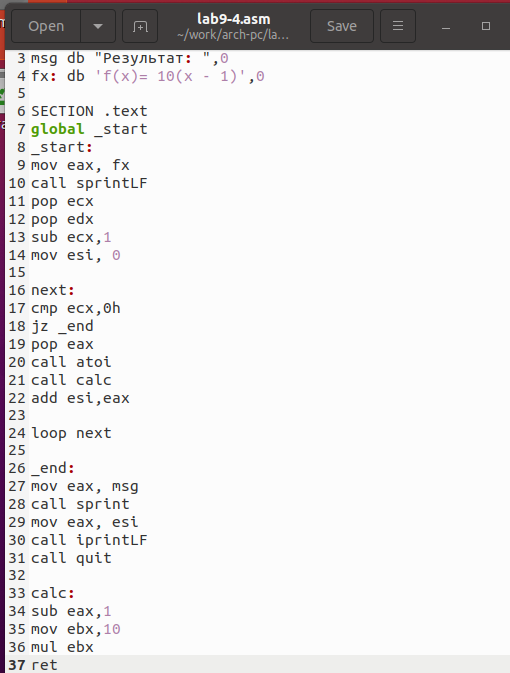 Open
lab9-4.asm
~/work/arch-pc/la...
Save
3 msg db "Результат: ",0
4 fx: db 'f(x)= 10(x - 1)',0
5
6 SECTION .text
7 global _start
8 _start:
9 mov eax, fx
10 call sprintLF
11 pop ecx
12 pop edx
13 sub ecx,1
14 mov esi, 0
15
16 next:
17 cmp ecx,0h
18 jz _end
19 pop eax
20 call atoi
21 call calc
22 add esi,eax
23
24 loop next
25
26 _end:
27 mov eax, msg
28 call sprint
29 mov eax, esi
30 call iprintLF
31 call quit
32
33 calc:
34 sub eax,1
35 mov ebx,10
36 mul ebx
37 ret